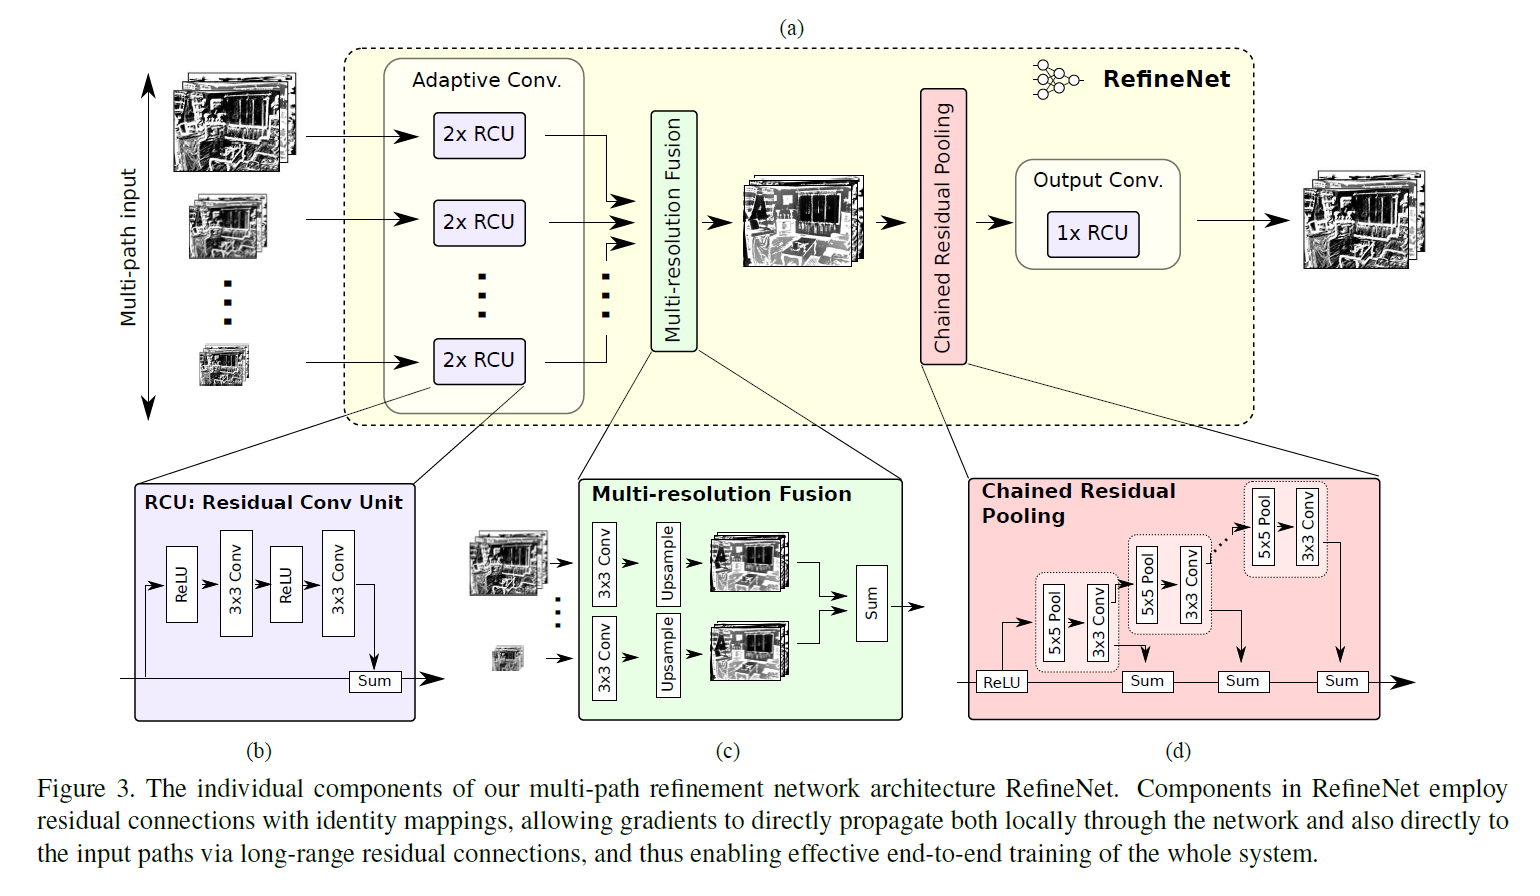 (a)
Multi-path input
Adaptive Conv.
2x RCU
2x RCU
2x RCU
Multi-resolution Fusion
Chained Residual Pooling
RefineNet
Output Conv.
1x RCU
RCU: Residual Conv Unit
ReLU
3x3 Conv
ReLU
3x3 Conv
Sum
(b)
Multi-resolution Fusion
3x3 Conv
Upsample
3x3 Conv
Upsample
Sum
(c)
Chained Residual
Pooling
ReLU
5x5 Pool
3x3 Conv
5x5 Pool
3x3 Conv
5x5 Pool
3x3 Conv
Sum
Sum
Sum
(d)
Figure 3. The individual components of our multi-path refinement network architecture RefineNet. Components in RefineNet employ
residual connections with identity mappings, allowing gradients to directly propagate both locally through the network and also directly to
the input paths via long-range residual connections, and thus enabling effective end-to-end training of the whole system.